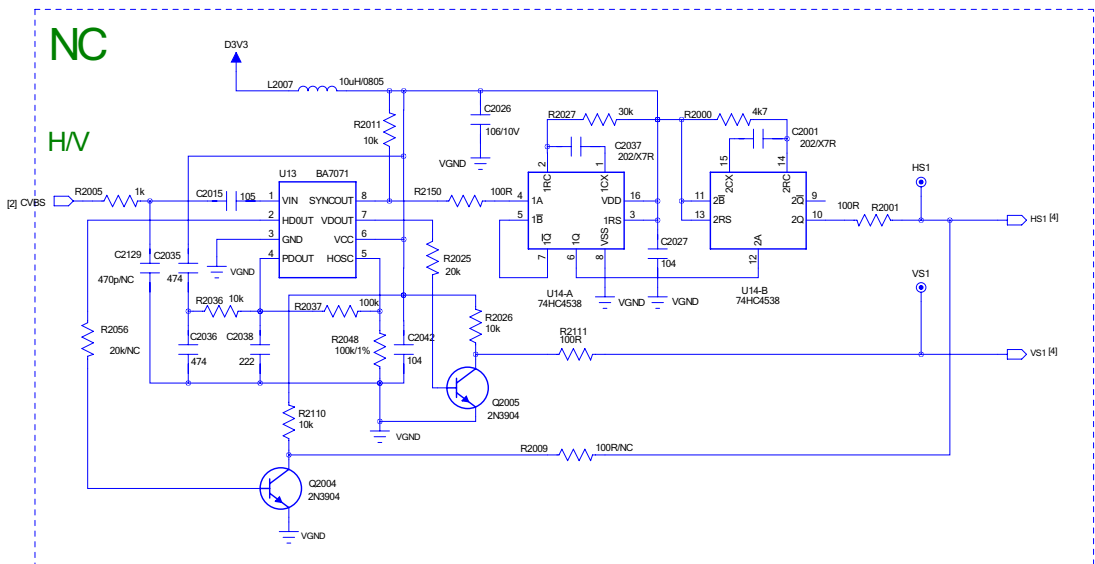 NC
H/V
D3V3
L2007 10uH/0805
R2011
10k
C2026
106/10V
VGND
R2027 30k
C2037
202/X7R
R2000 4k7
C2001
202/X7R
HS1
[2] CVBS
R2005 1k
C2015 105
U13 BA7071
1 VIN SYNCOUT 8
2 HDOUT VDOUT 7
3 GND VCC 6
4 PDOUT HOSC 5
R2150 100R
2 1RC 1CX 1
4 1A VDD 16
5 1B 1RS 3
1Q 1Q VSS
7 6 8
U14-A
74HC4538
VGND
15 2CX 2RC 14
11 2B 2Q 9
13 2RS 2Q 10
2A
12
U14-B
74HC4538
VGND
C2027
104
100R R2001
HS1 [4]
VS1
C2129
470p/NC
C2035
474
VGND
R2025
20k
R2036 10k
R2037 100k
R2056
20k/NC
C2036
474
C2038
222
R2048
100k/1%
C2042
104
R2026
10k
R2111
100R
VS1 [4]
Q2005
2N3904
R2110
10k
VGND
R2009 100R/NC
Q2004
2N3904
VGND